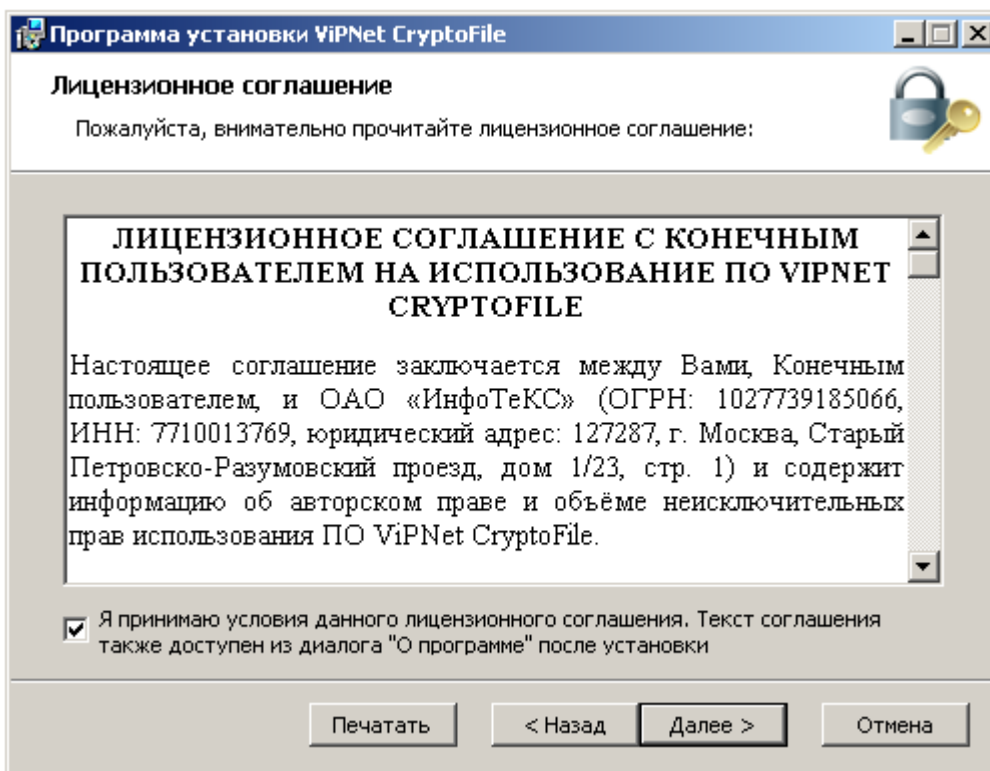 Программа установки ViPNet CryptoFile
Лицензионное соглашение
Пожалуйста, внимательно прочитайте лицензионное соглашение:
ЛИЦЕНЗИОННОЕ СОГЛАШЕНИЕ С КОНЕЧНЫМ
ПОЛЬЗОВАТЕЛЕМ НА ИСПОЛЬЗОВАНИЕ ПО VIPNET
CRYPTOFILE
Настоящее соглашение заключается между Вами, Конечным
пользователем, и ОАО «ИнфоТеКС» (ОГРН: 1027739185066,
ИНН: 7710013769, юридический адрес: 127287, г. Москва, Старый
Петровско-Разумовский проезд, дом 1/23, стр. 1) и содержит
информацию об авторском праве и объёме неисключительных
прав использования ПО ViPNet CryptoFile.
Я принимаю условия данного лицензионного соглашения. Текст соглашения
также доступен из диалога "О программе" после установки
Печатать < Назад Далее > Отмена